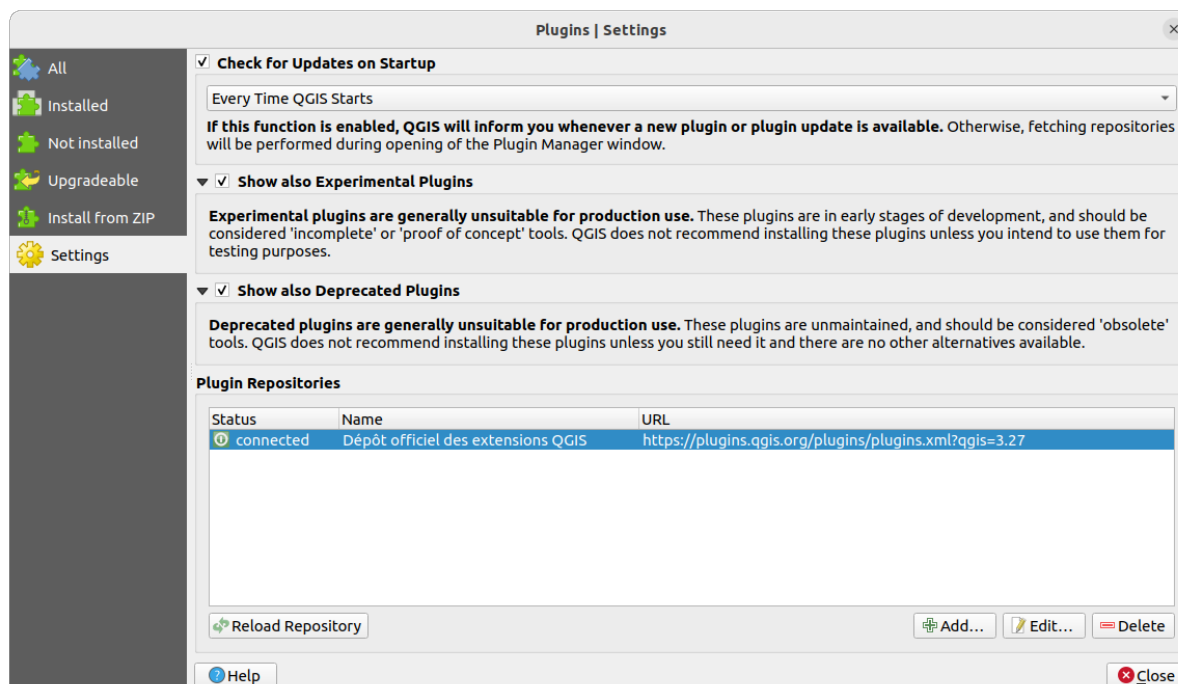 Plugins | Settings
All
Installed
Not installed
Upgradeable
Install from ZIP
Settings
Check for Updates on Startup
Every Time QGIS Starts
If this function is enabled, QGIS will inform you whenever a new plugin or plugin update is available. Otherwise, fetching repositories
will be performed during opening of the Plugin Manager window.
Show also Experimental Plugins
Experimental plugins are generally unsuitable for production use. These plugins are in early stages of development, and should be
considered 'incomplete' or 'proof of concept' tools. QGIS does not recommend installing these plugins unless you intend to use them for
testing purposes.
Show also Deprecated Plugins
Deprecated plugins are generally unsuitable for production use. These plugins are unmaintained, and should be considered 'obsolete'
tools. QGIS does not recommend installing these plugins unless you still need it and there are no other alternatives available.
Plugin Repositories
Status Name URL
connected Dépôt officiel des extensions QGIS https://plugins.qgis.org/plugins/plugins.xml?qgis=3.27
Reload Repository Add... Edit... Delete
Help Close